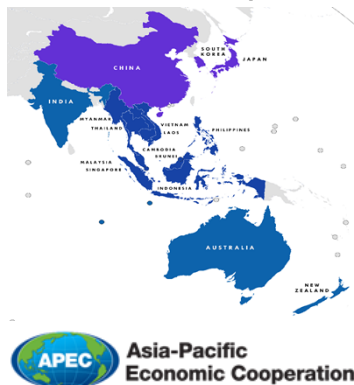 SOUTH
KOREA
JAPAN
CHINA
INDIA
MYANMAR
THAILAND
VIETNAM
LAOS
PHILIPPINES
CAMBODIA
BRUNEI
MALAYSIA
SINGAPORE
INDONESIA
AUSTRALIA
NEW
ZEALAND
APEC
Asia-Pacific
Economic Cooperation